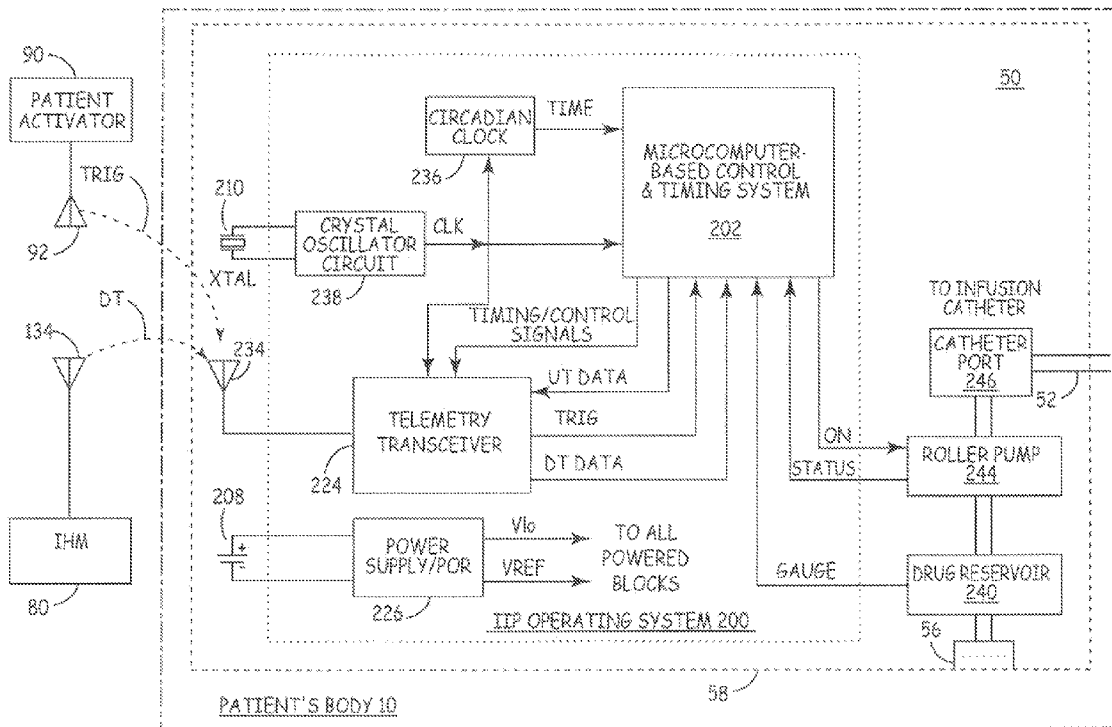 90
PATIENT
ACTIVATOR
TRIG
92
DT
134
IHM
80
210
XTAL
234
CRYSTAL
OSCILLATOR
CIRCUIT
238
CLK
CIRCADIAN
CLOCK
236
TIME
MICROCOMPUTER-
BASED CONTROL
& TIMING SYSTEM
202
50
TIMING/CONTROL
SIGNALS
UT DATA
TELEMETRY
TRANSCEIVER
224
TRIG
DT DATA
208
+
POWER
SUPPLY/POR
226
Vlo
VREF
TO ALL
POWERED
BLOCKS
IIP OPERATING SYSTEM 200
TO INFUSION
CATHETER
CATHETER
PORT
246
52
ON
STATUS
ROLLER PUMP
244
GAUGE
DRUG RESERVOIR
240
56
58
PATIENT'S BODY 10